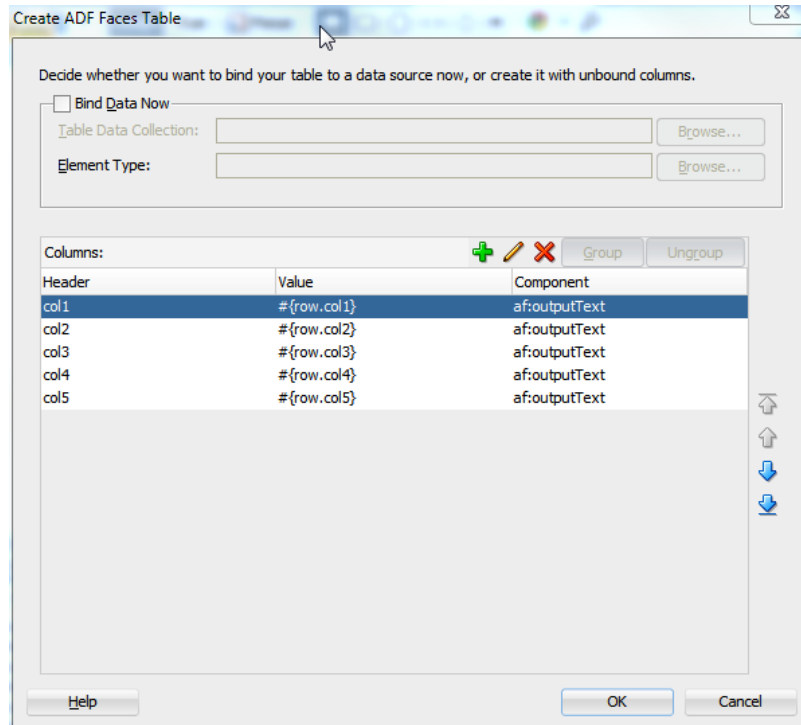 Create ADF Faces Table
Decide whether you want to bind your table to a data source now, or create it with unbound columns.
Bind Data Now
Table Data Collection: Browse...
Element Type: Browse...
Columns: Group Ungroup
Header Value Component
col1 #{row.col1} af:outputText
col2 #{row.col2} af:outputText
col3 #{row.col3} af:outputText
col4 #{row.col4} af:outputText
col5 #{row.col5} af:outputText
Help OK Cancel